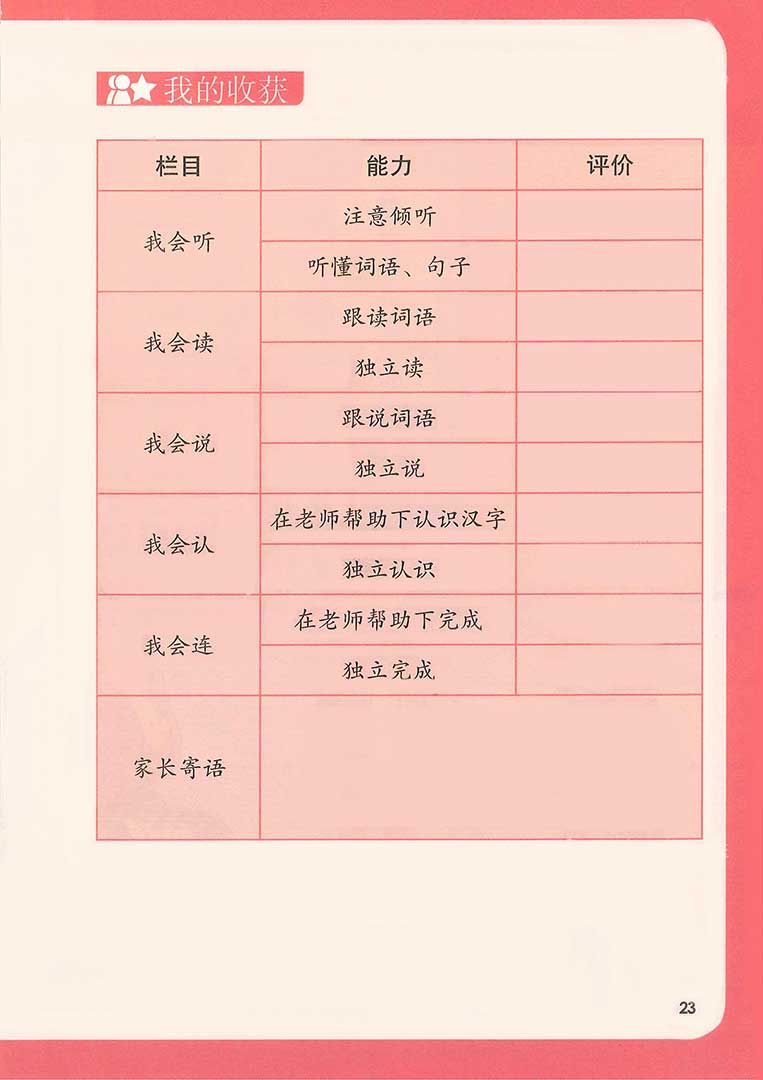 我的收获
栏目 能力 评价
我会听
注意倾听
听懂词语、句子
我会读
跟读词语
独立读
我会说
跟说词语
独立说
我会认
在老师帮助下认识汉字
独立认识
我会连
在老师帮助下完成
独立完成
家长寄语
23